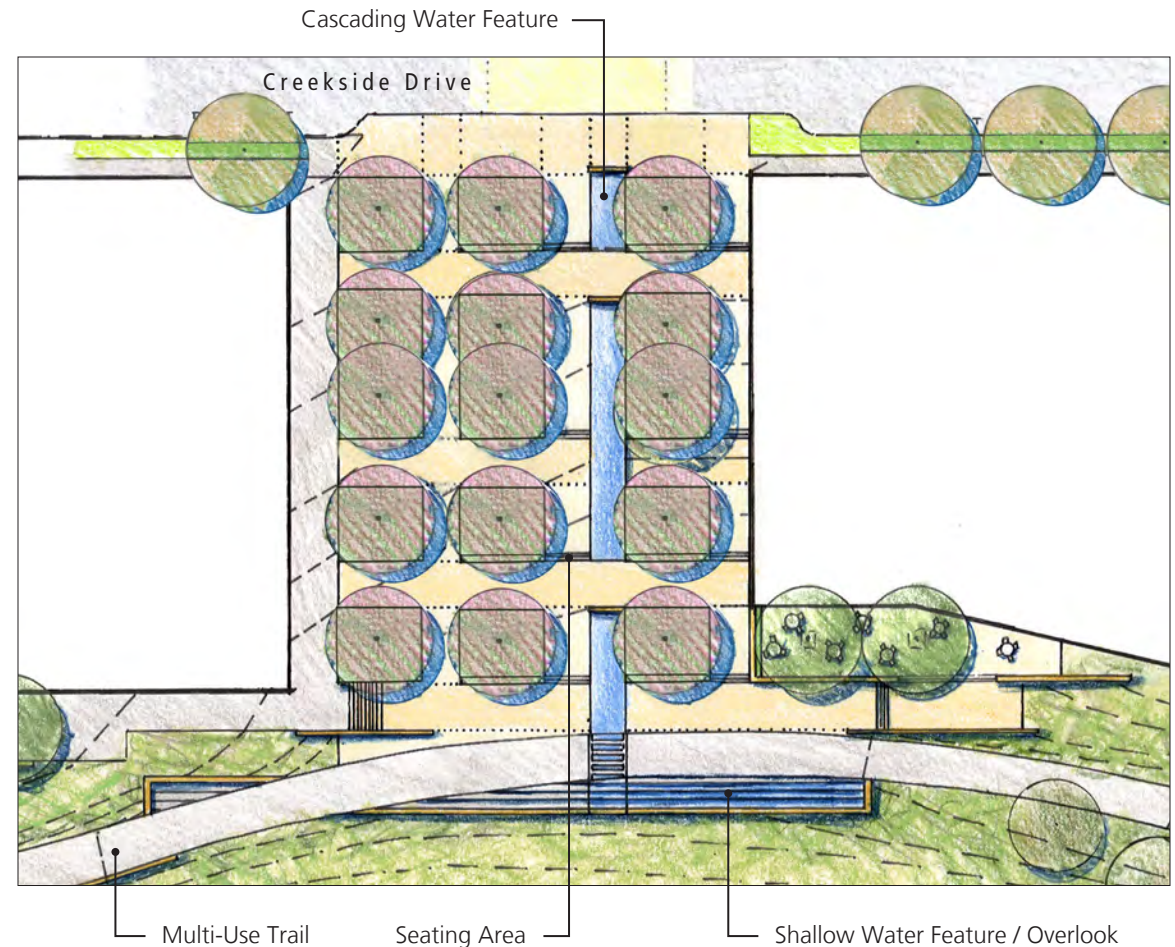 Cascading Water Feature
Creekside Drive
Multi-Use Trail
Seating Area
Shallow Water Feature / Overlook